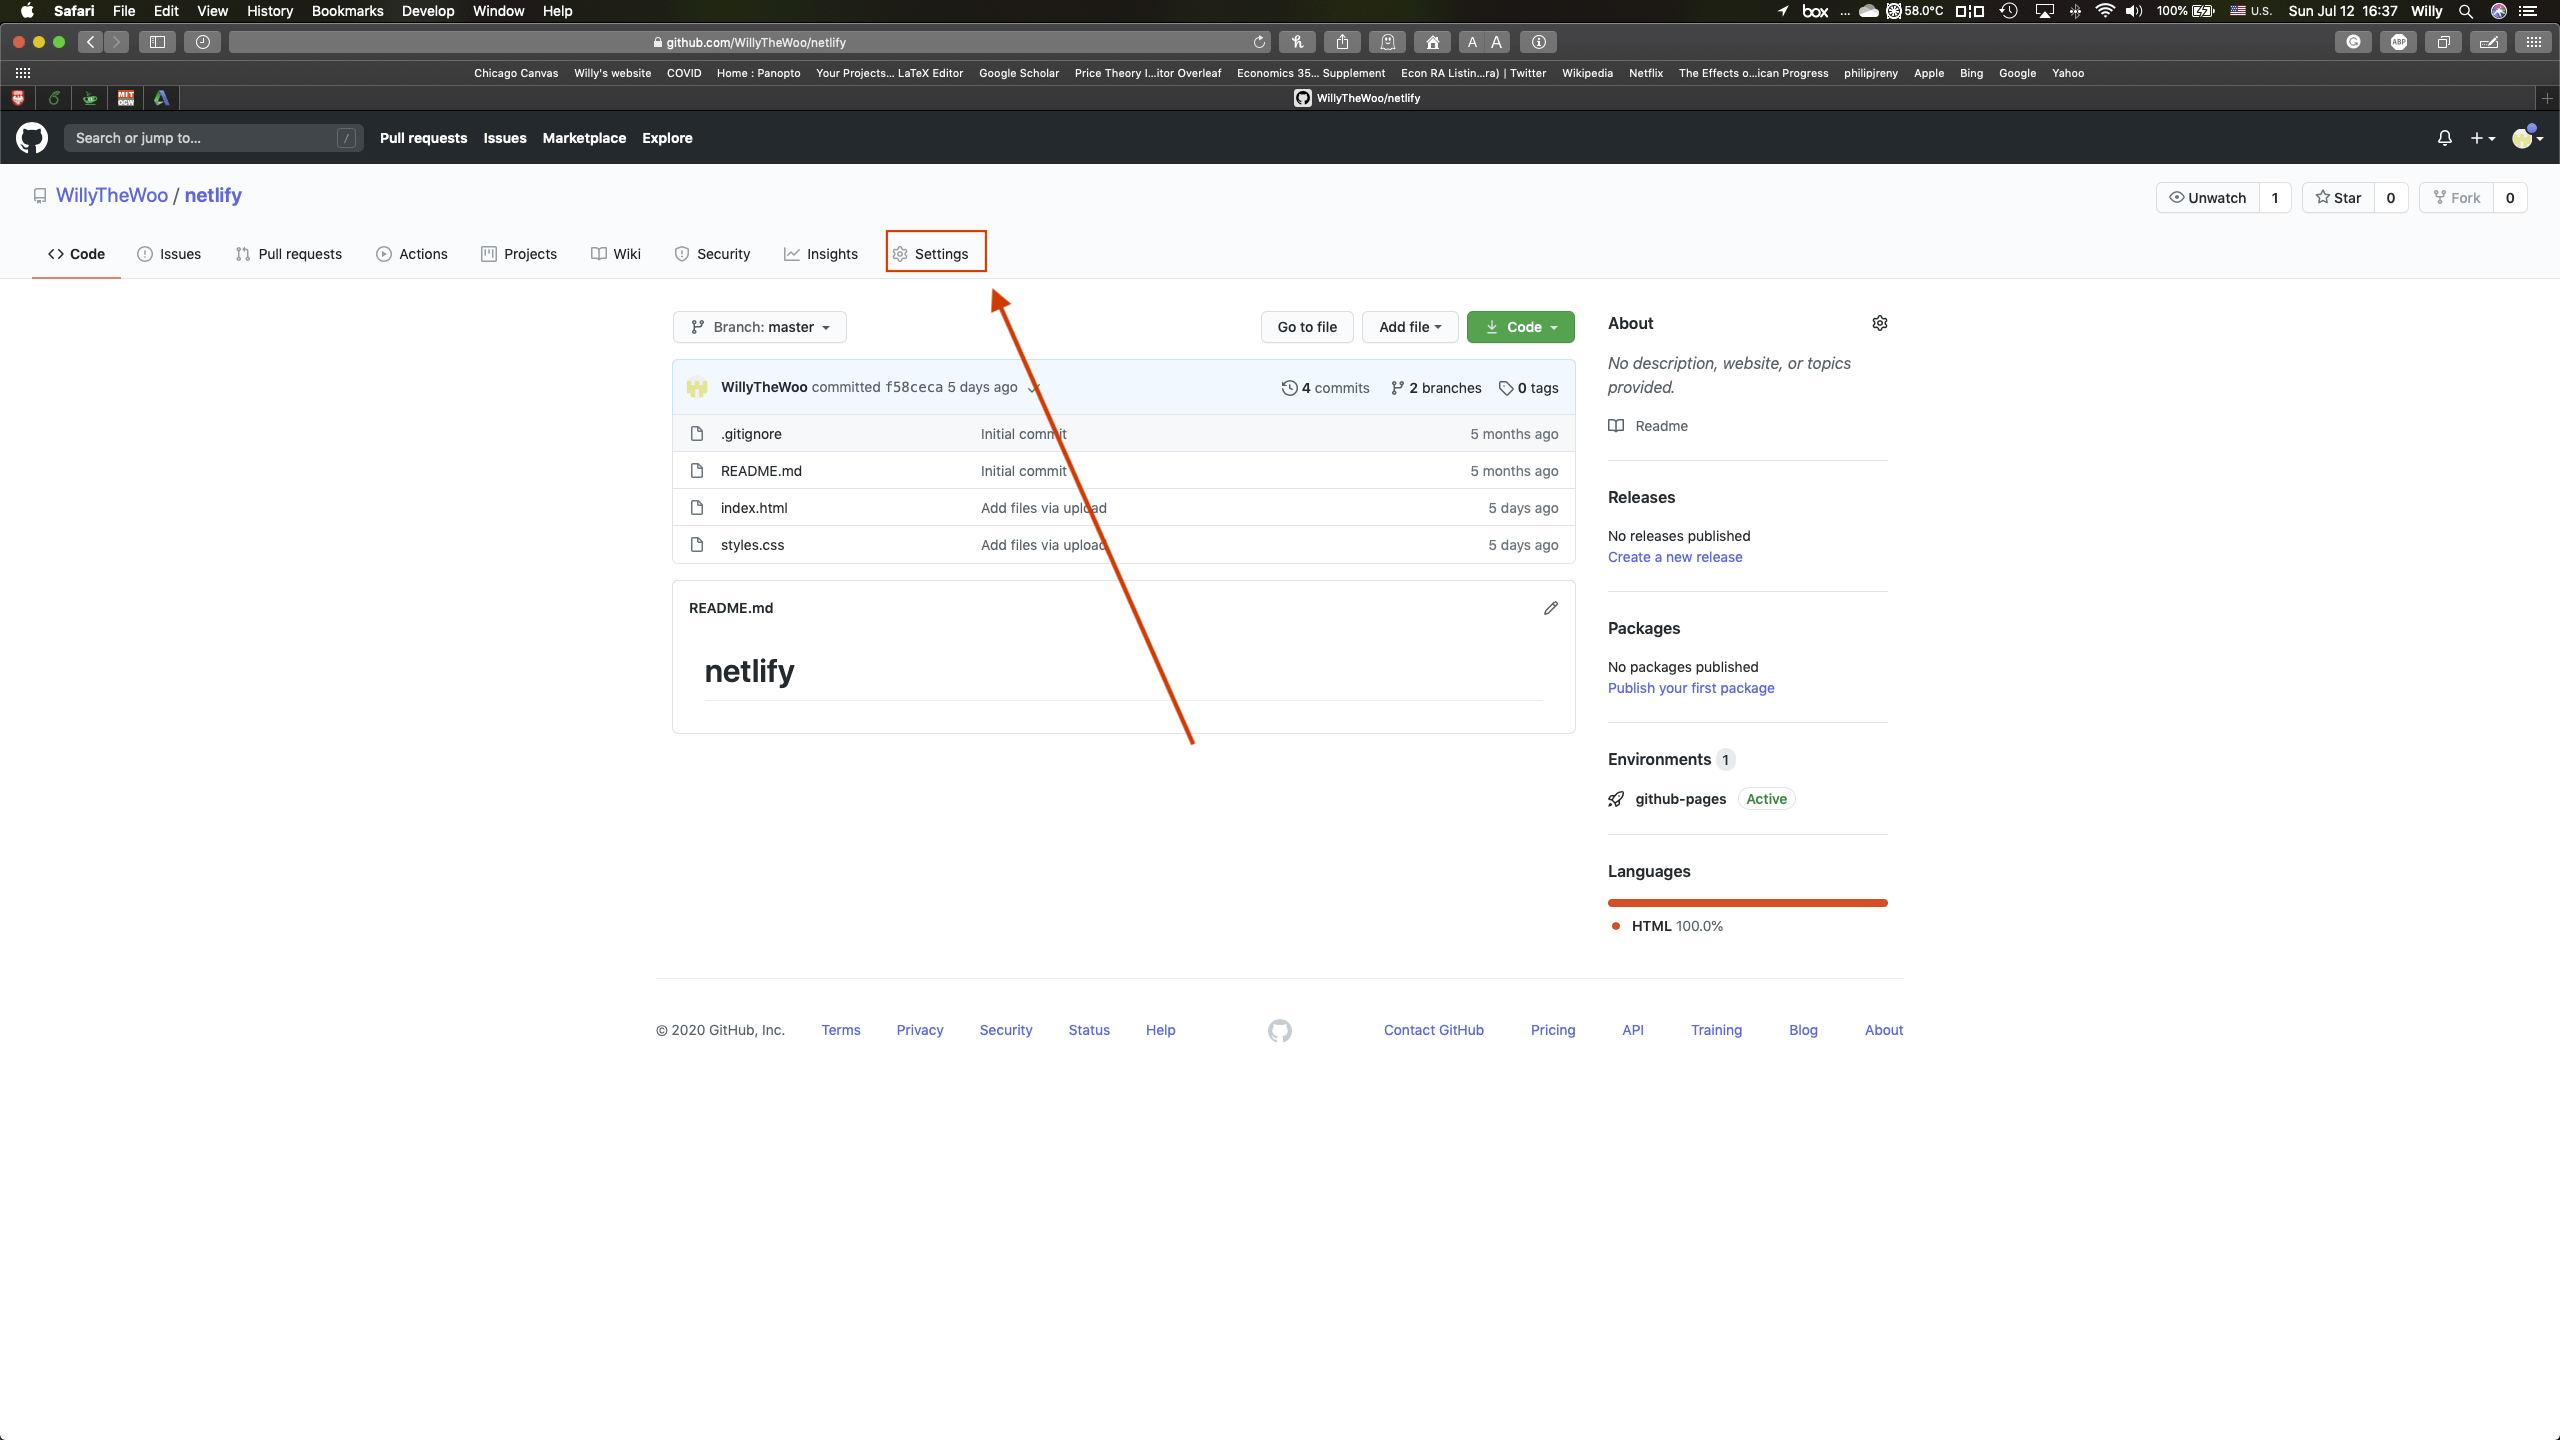 Safari File Edit View History Bookmarks Develop Window Help box ... 58.0°C 100% U.S. Sun Jul 12 16:37 Willy
github.com/WillyTheWoo/netlify A A ABP
Chicago Canvas Willy's website COVID Home : Panopto Your Projects... LaTeX Editor Google Scholar Price Theory I...itor Overleaf Economics 35... Supplement Econ RA Listin...ra) | Twitter Wikipedia Netflix The Effects o...ican Progress philipjreny Apple Bing Google Yahoo
MIT OCW WillyTheWoo/netlify
Search or jump to... / Pull requests Issues Marketplace Explore
WillyTheWoo / netlify Unwatch 1 Star 0 Fork 0
Code Issues Pull requests Actions Projects Wiki Security Insights Settings
Branch: master Go to file Add file Code
About
No description, website, or topics
provided.
Readme
WillyTheWoo committed f58ceca 5 days ago 4 commits 2 branches 0 tags
.gitignore Initial commit 5 months ago
README.md Initial commit 5 months ago
index.html Add files via upload 5 days ago
styles.css Add files via upload 5 days ago
README.md
netlify
Releases
No releases published
Create a new release
Packages
No packages published
Publish your first package
Environments 1
github-pages Active
Languages
HTML 100.0%
© 2020 GitHub, Inc. Terms Privacy Security Status Help Contact GitHub Pricing API Training Blog About